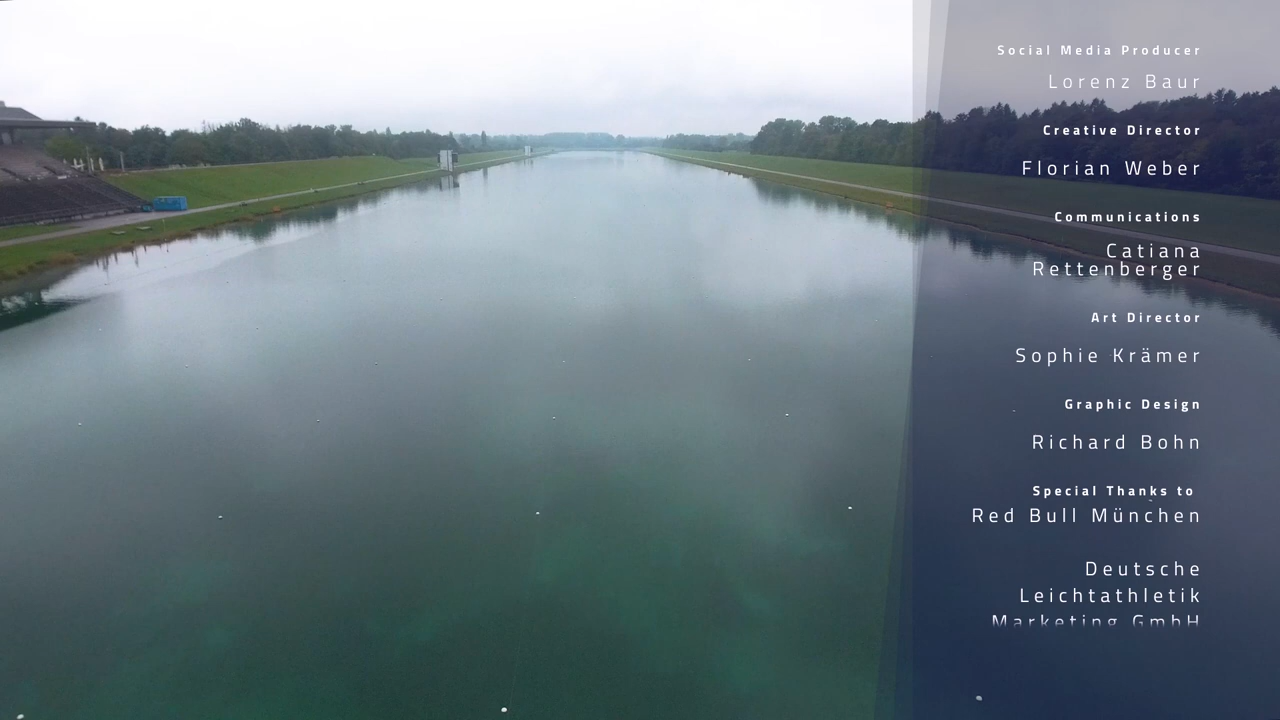 Social Media Producer
Lorenz Baur
Creative Director
Florian Weber
Communications
Catiana
Rettenberger
Art Director
Sophie Krämer
Graphic Design
Richard Bohn
Special Thanks to
Red Bull München
Deutsche
Leichtathletik
Marketing GmbH